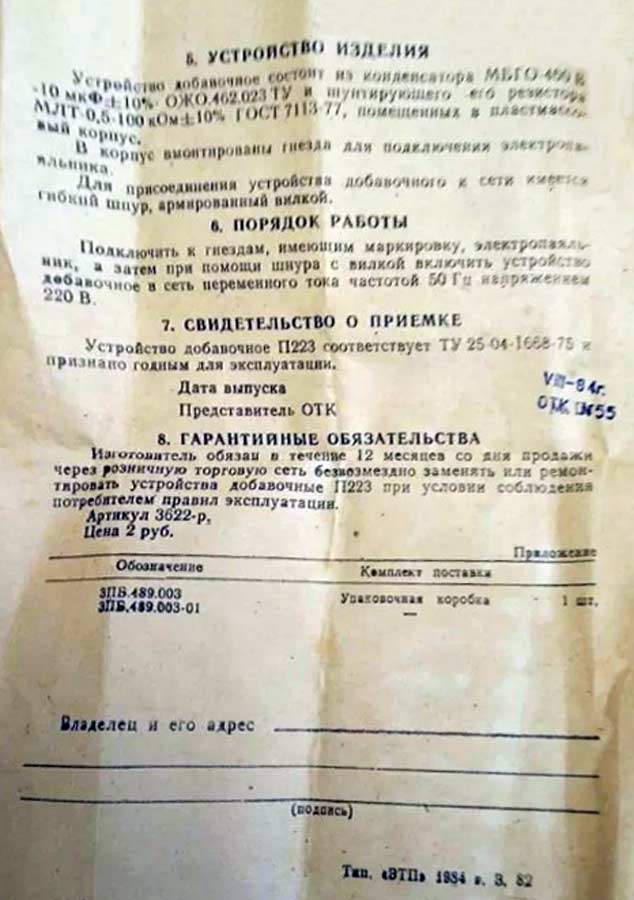 5. УСТРОЙСТВО ИЗДЕЛИЯ
Устройство добавочное состоит из конденсатора МБГО-400 В
-10 мкФ±10% ОЖО.462.023 ТУ и шунтирующего его резистора
МЛТ-0,5-100 кОм±10% ГОСТ 7113-77, помещенных в пластмассо-
вый корпус.
В корпус вмонтированы гнезда для подключения электропа-
яльника.
Для присоединения устройства добавочного к сети имеется
гибкий шнур, армированный вилкой.
6. ПОРЯДОК РАБОТЫ
Подключить к гнездам, имеющим маркировку, электропаяль-
ник, а затем при помощи шнура с вилкой включить устройство
добавочное в сеть переменного тока частотой 50 Гц напряжением
220 В.
7. СВИДЕТЕЛЬСТВО О ПРИЕМКЕ
Устройство добавочное П223 соответствует ТУ 25-04-1668-75 и
признано годным для эксплуатации.
Дата выпуска
VIII-84г.
Представитель ОТК
ОТК 55
8. ГАРАНТИЙНЫЕ ОБЯЗАТЕЛЬСТВА
Изготовитель обязан в течение 12 месяцев со дня продажи
через розничную торговую сеть безвозмездно заменять или ремон-
тировать устройства добавочные П223 при условии соблюдения
потребителем правил эксплуатации.
Артикул 3622-р,
Цена 2 руб.
Приложение
Обозначение Комплект поставки
3ПБ.489.003 Упаковочная коробка 1 шт.
3ПБ.489.003-01 —
Владелец и его адрес
(подпись)
Тип. «ЭТП» 1984 г. З. 82